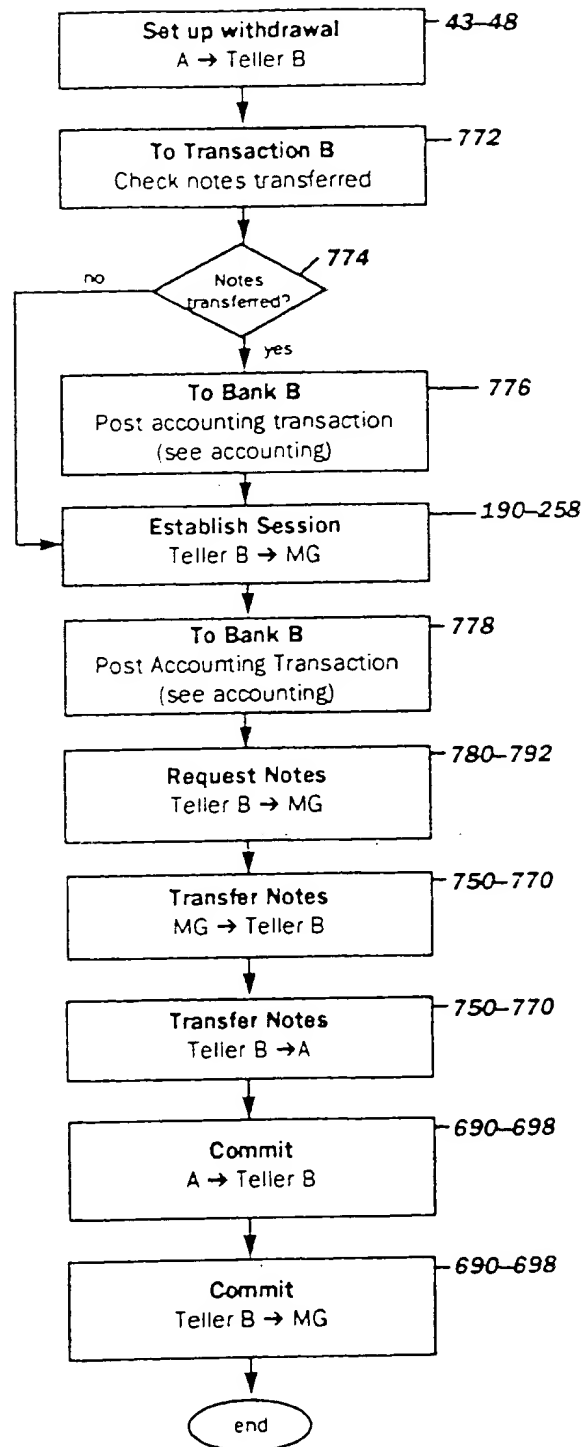 Set up withdrawal
A → Teller B
43–48
To Transaction B
Check notes transferred
772
Notes
transferred?
774
no
yes
To Bank B
Post accounting transaction
(see accounting)
776
Establish Session
Teller B → MG
190–258
To Bank B
Post Accounting Transaction
(see accounting)
778
Request Notes
Teller B → MG
780–792
Transfer Notes
MG → Teller B
750–770
Transfer Notes
Teller B → A
750–770
Commit
A → Teller B
690–698
Commit
Teller B → MG
690–698
end